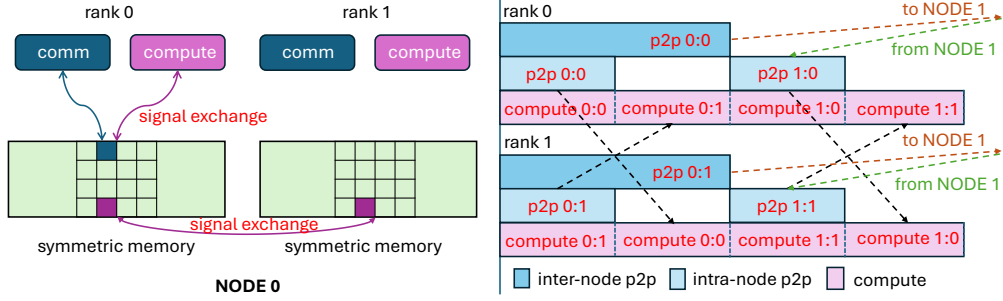 rank 0
rank 1
comm
compute
comm
compute
signal exchange
signal exchange
symmetric memory
symmetric memory
NODE 0
rank 0
to NODE 1
p2p 0:0
from NODE 1
p2p 0:0
p2p 1:0
compute 0:0
compute 0:1
compute 1:0
compute 1:1
rank 1
to NODE 1
p2p 0:1
from NODE 1
p2p 0:1
p2p 1:1
compute 0:1
compute 0:0
compute 1:1
compute 1:0
inter-node p2p
intra-node p2p
compute